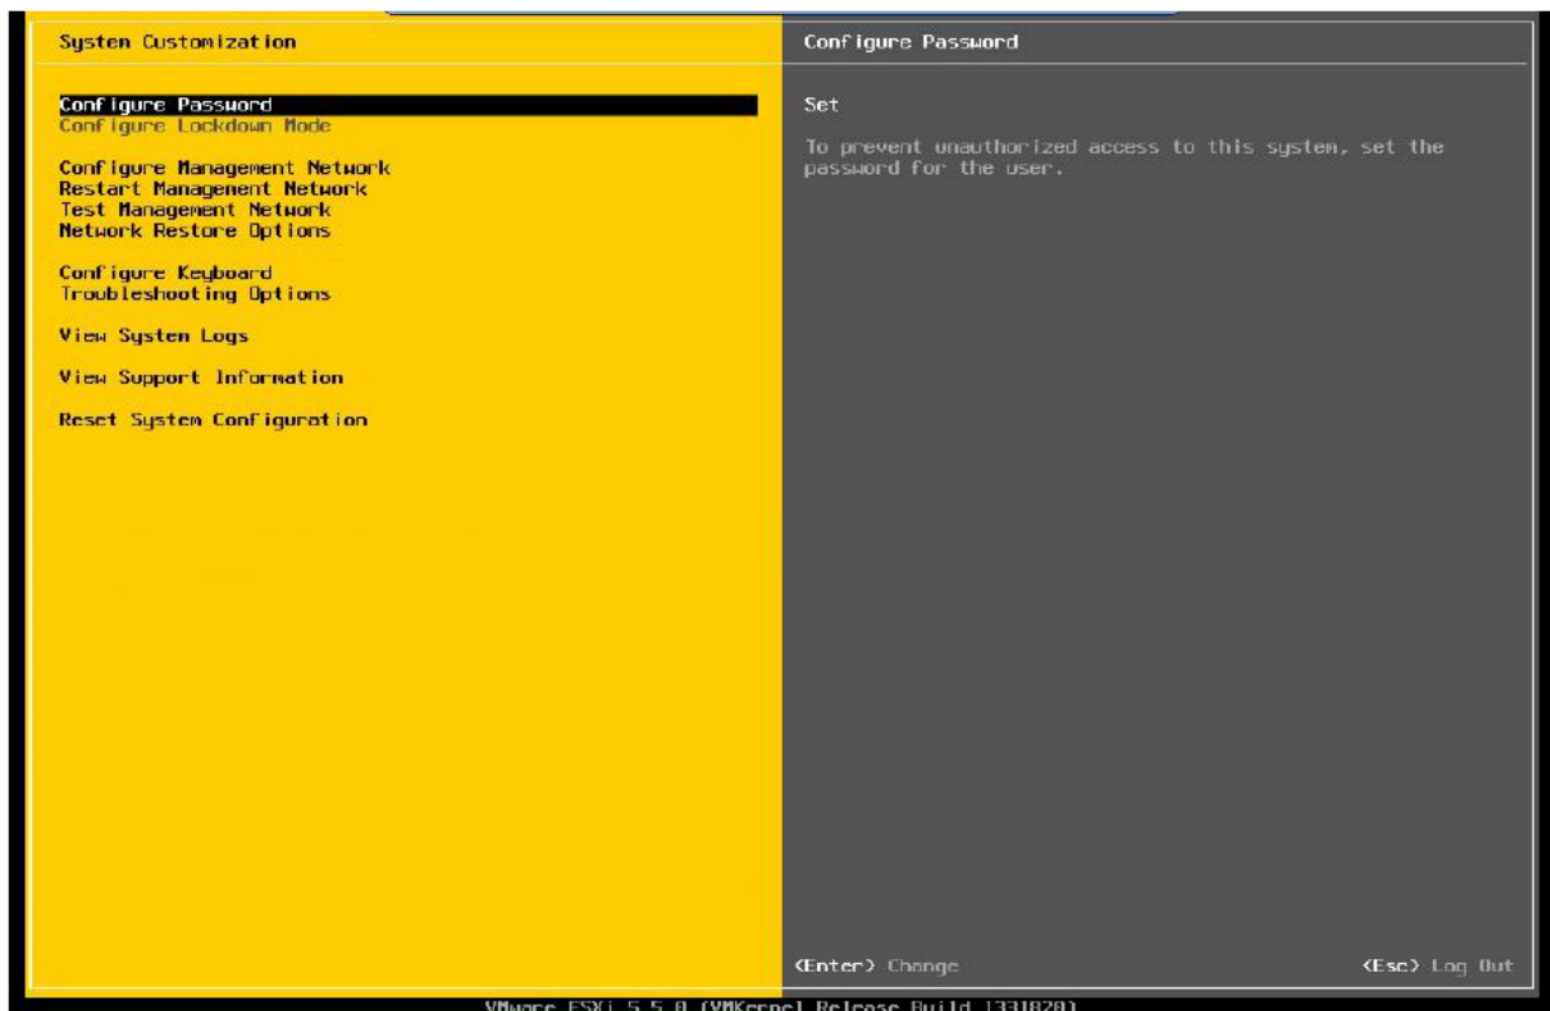 System Customization
Configure Password
Configure Lockdown Mode
Configure Management Network
Restart Management Network
Test Management Network
Network Restore Options
Configure Keyboard
Troubleshooting Options
View System Logs
View Support Information
Reset System Configuration
Configure Password
Set
To prevent unauthorized access to this system, set the
password for the user.
<Enter> Change
<Esc> Log Out
VMware ESXi 5.5.0 (VMKernel Release Build 1331820)